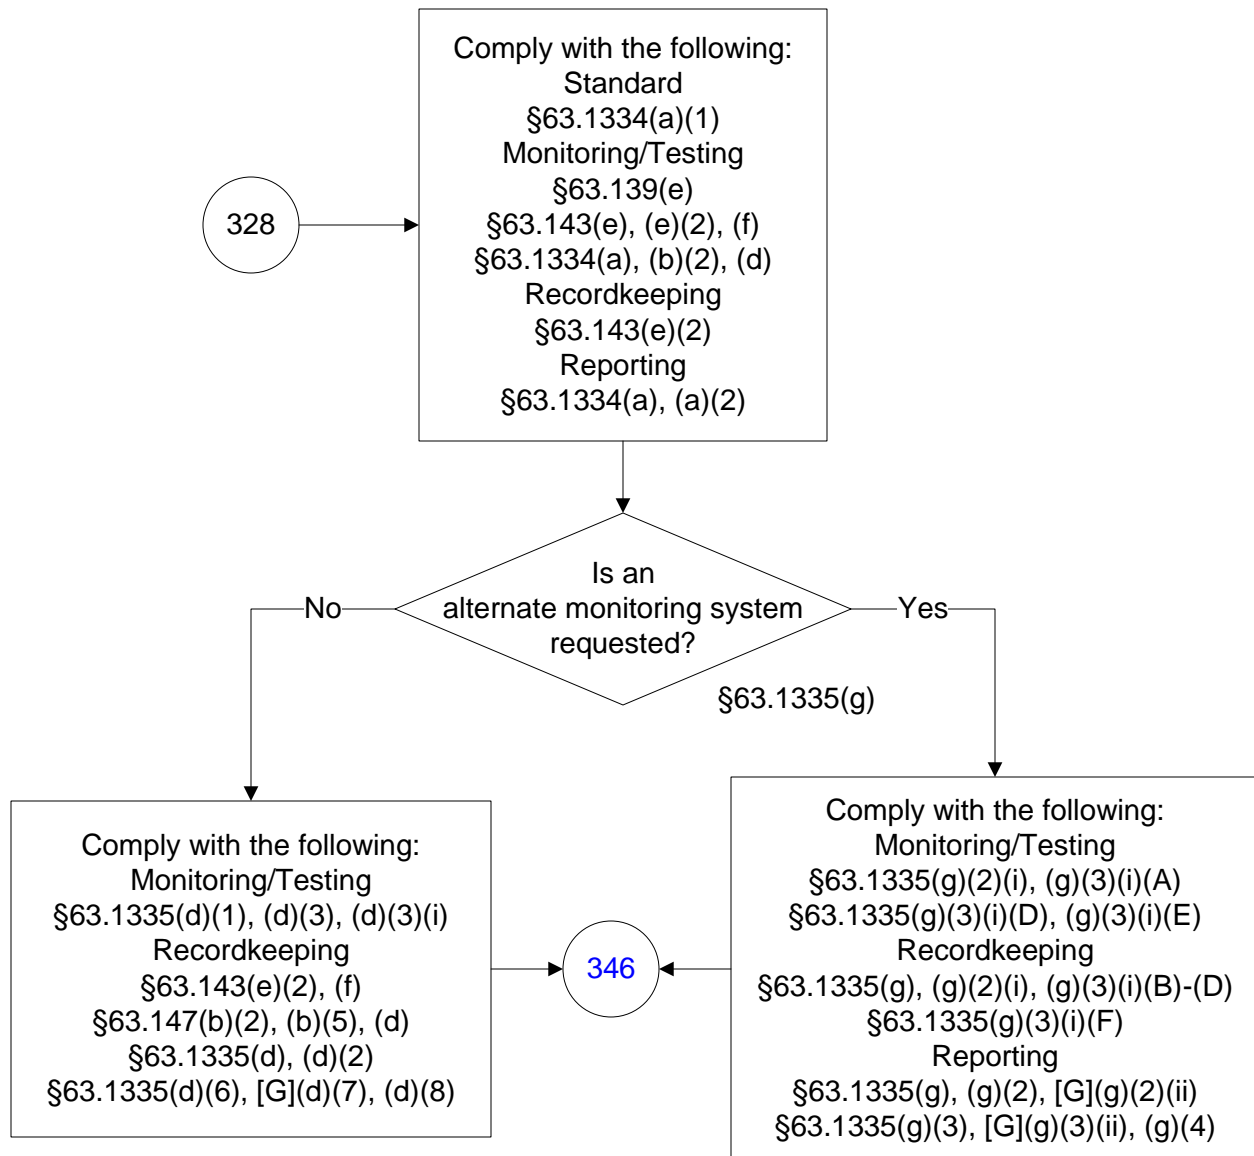 Comply with the following:
Standard
§63.1334(a)(1)
Monitoring/Testing
§63.139(e)
§63.143(e), (e)(2), (f)
§63.1334(a), (b)(2), (d)
Recordkeeping
§63.143(e)(2)
Reporting
§63.1334(a), (a)(2)
328
Is an
alternate monitoring system
requested?
No
Yes
§63.1335(g)
Comply with the following:
Monitoring/Testing
§63.1335(d)(1), (d)(3), (d)(3)(i)
Recordkeeping
§63.143(e)(2), (f)
§63.147(b)(2), (b)(5), (d)
§63.1335(d), (d)(2)
§63.1335(d)(6), [G](d)(7), (d)(8)
346
Comply with the following:
Monitoring/Testing
§63.1335(g)(2)(i), (g)(3)(i)(A)
§63.1335(g)(3)(i)(D), (g)(3)(i)(E)
Recordkeeping
§63.1335(g), (g)(2)(i), (g)(3)(i)(B)-(D)
§63.1335(g)(3)(i)(F)
Reporting
§63.1335(g), (g)(2), [G](g)(2)(ii)
§63.1335(g)(3), [G](g)(3)(ii), (g)(4)